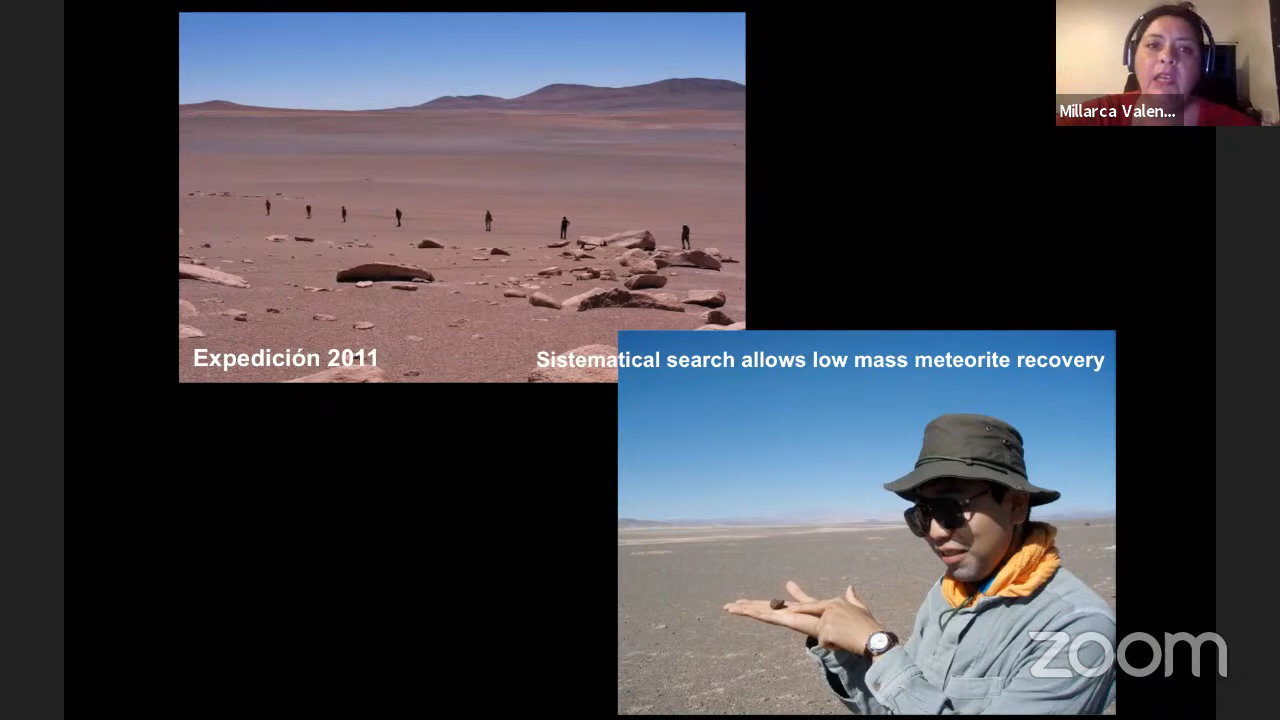 Millarca Valen...
Expedición 2011
Sistematical search allows low mass meteorite recovery
zoom